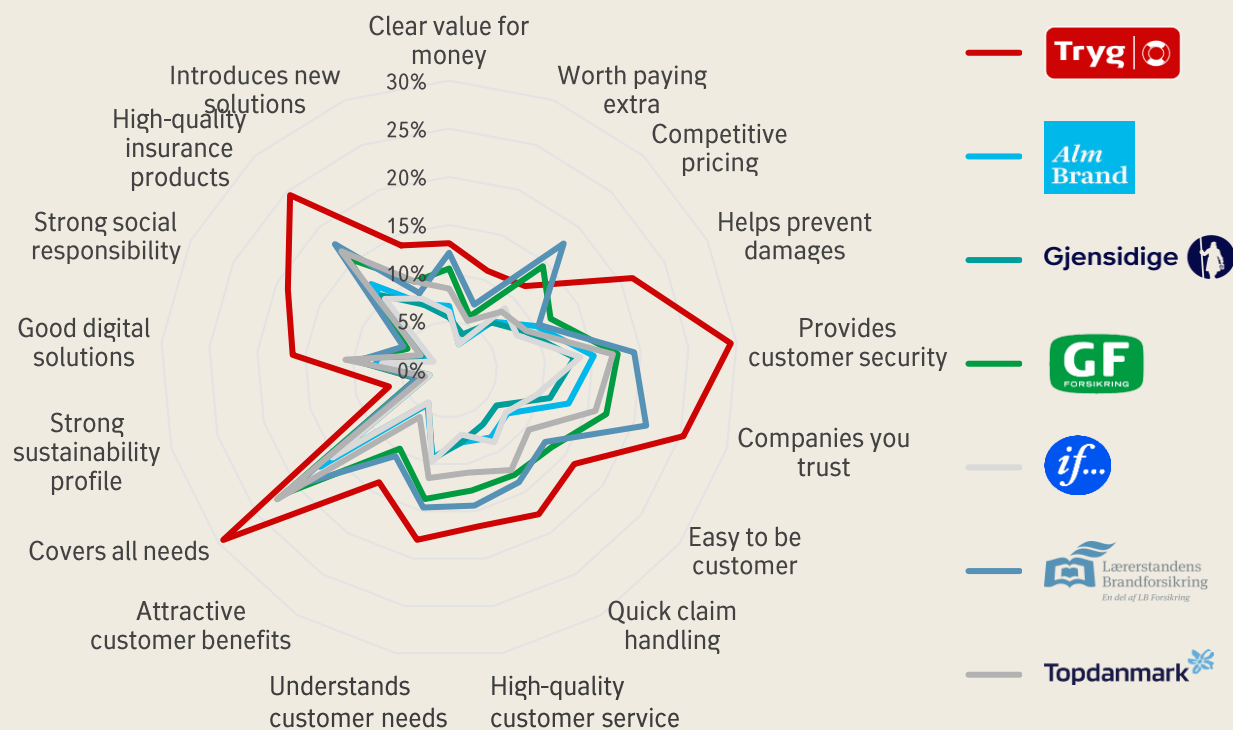 Clear value for
money
Worth paying
extra
Competitive
pricing
Helps prevent
damages
Provides
customer security
Companies you
trust
Easy to be
customer
Quick claim
handling
High-quality
customer service
Understands
customer needs
Attractive
customer benefits
Covers all needs
Strong
sustainability
profile
Good digital
solutions
Strong social
responsibility
High-quality
insurance
products
Introduces new
solutions
30%
25%
20%
15%
10%
5%
0%
Tryg
Alm
Brand
Gjensidige
GF
FORSIKRING
if...
Lærerstandens
Brandforsikring
En del af LB Forsikring
Topdanmark